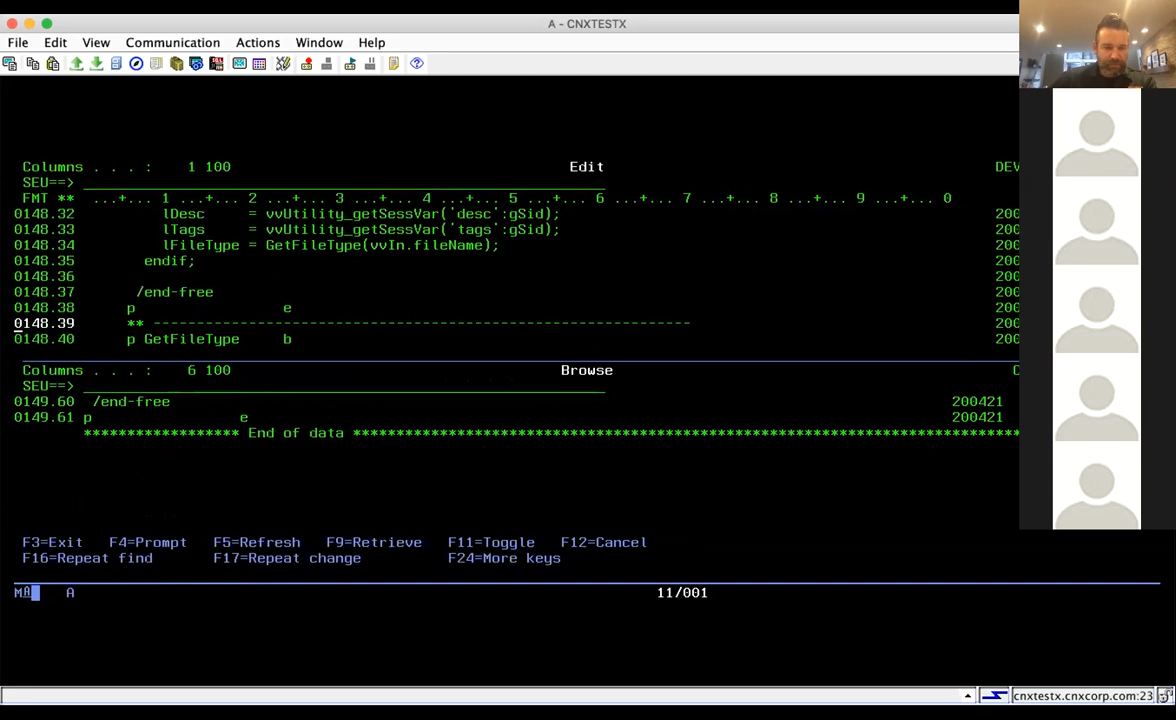 A - CNXTESTX
File Edit View Communication Actions Window Help
Columns . . . : 1 100 Edit DEV
SEU==>
FMT ** ...+... 1 ...+... 2 ...+... 3 ...+... 4 ...+... 5 ...+... 6 ...+... 7 ...+... 8 ...+... 9 ...+... 0
0148.32 lDesc = vvUtility_getSessVar('desc':gSid); 200
0148.33 lTags = vvUtility_getSessVar('tags':gSid); 200
0148.34 lFileType = GetFileType(vvIn.fileName); 200
0148.35 endif; 200
0148.36 200
0148.37 /end-free 200
0148.38 p e 200
0148.39 ** -------------------------------------------------------------- 200
0148.40 p GetFileType b 200
Columns . . . : 6 100 Browse
SEU==>
0149.60 /end-free 200421
0149.61 p e 200421
****************** End of data ******************************************************************************
F3=Exit F4=Prompt F5=Refresh F9=Retrieve F11=Toggle F12=Cancel
F16=Repeat find F17=Repeat change F24=More keys
MA A 11/001
cnxtestx.cnxcorp.com:23